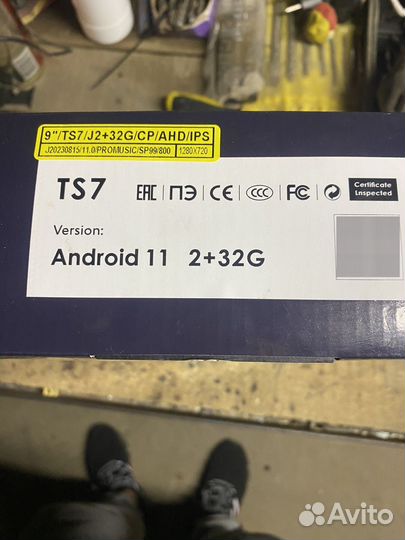 9"/TS7/J2+32G/CP/AHD/IPS
J20230815/11.0/PROMUSIC/SP99/800 1280X720
TS7 EAC | ПЭ | CE | CCC | FC | Certificate Inspected
Version:
Android 11 2+32G
Avito